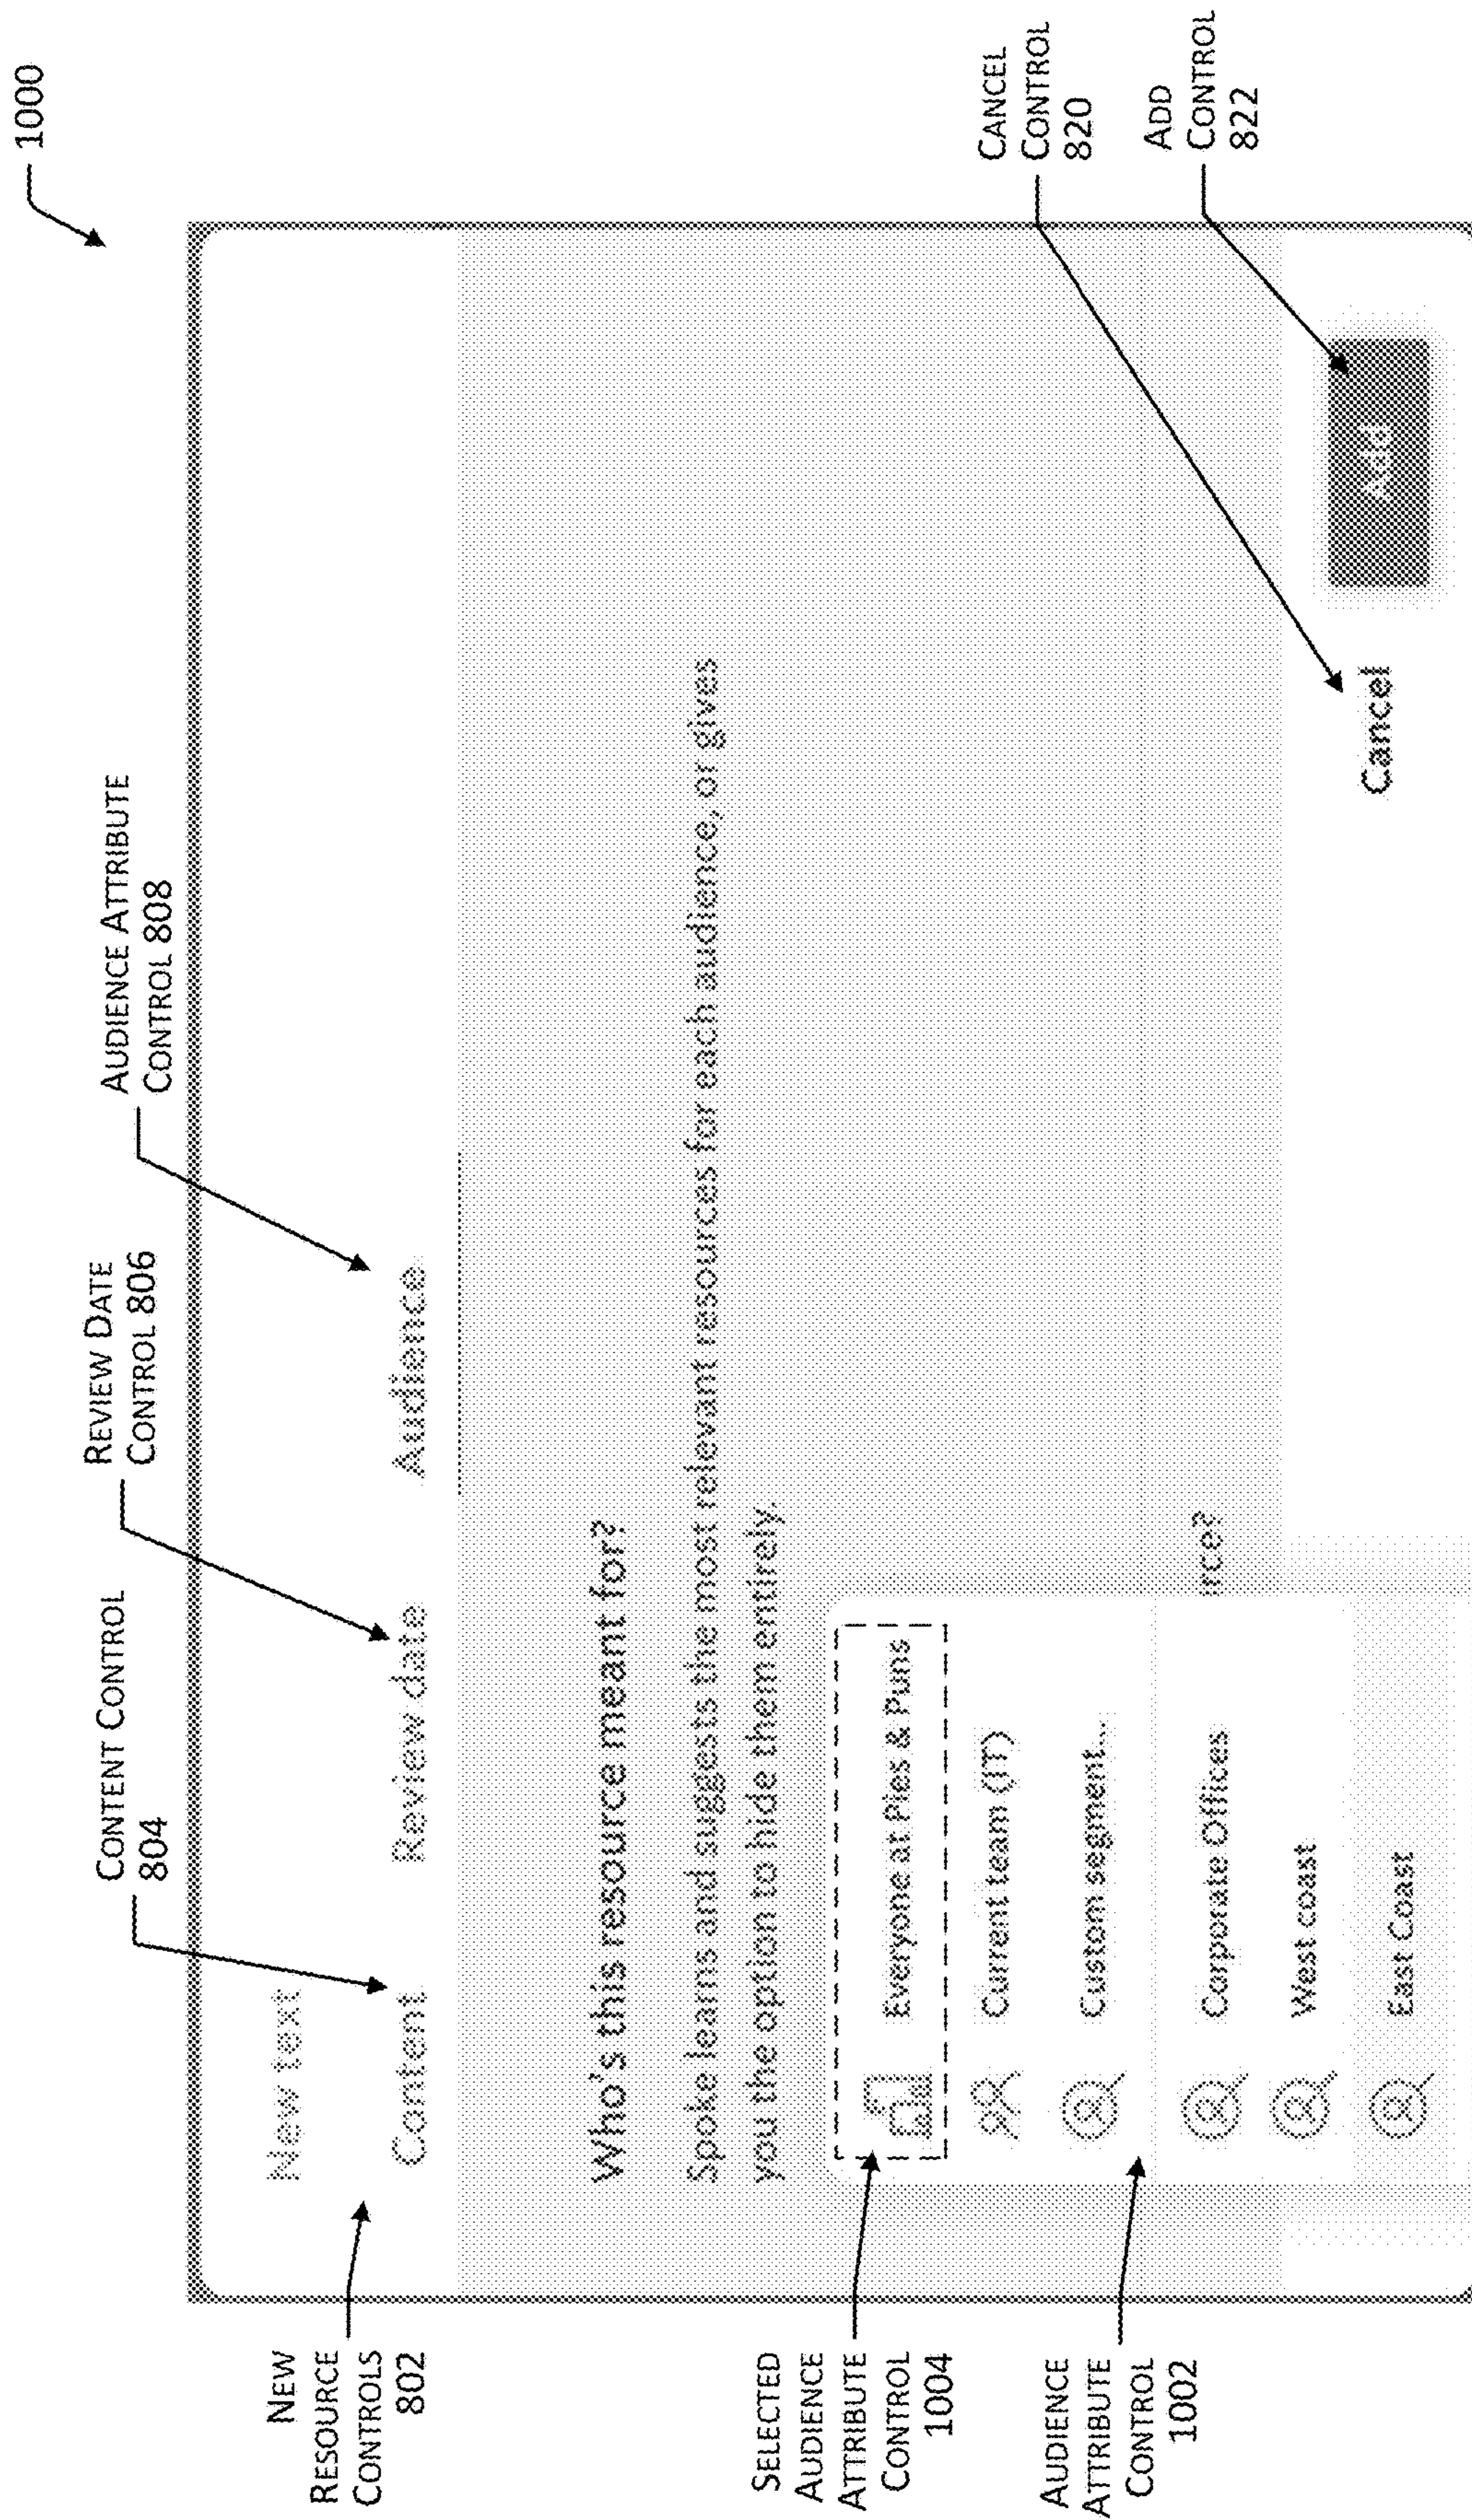 1000
CONTENT CONTROL
804
REVIEW DATE
CONTROL 806
AUDIENCE ATTRIBUTE
CONTROL 808
NEW
RESOURCE
CONTROLS
802
New text
Content
Review date
Audience
Who's this resource meant for?
Spoke learns and suggests the most relevant resources for each audience, or gives
you the option to hide them entirely.
SELECTED
AUDIENCE
ATTRIBUTE
CONTROL
1004
Everyone at Pies & Puns
Current team (IT)
Custom segment...
AUDIENCE
ATTRIBUTE
CONTROL
1002
Corporate Offices
rce?
West coast
East Coast
CANCEL
CONTROL
820
ADD
CONTROL
822
Cancel
Add